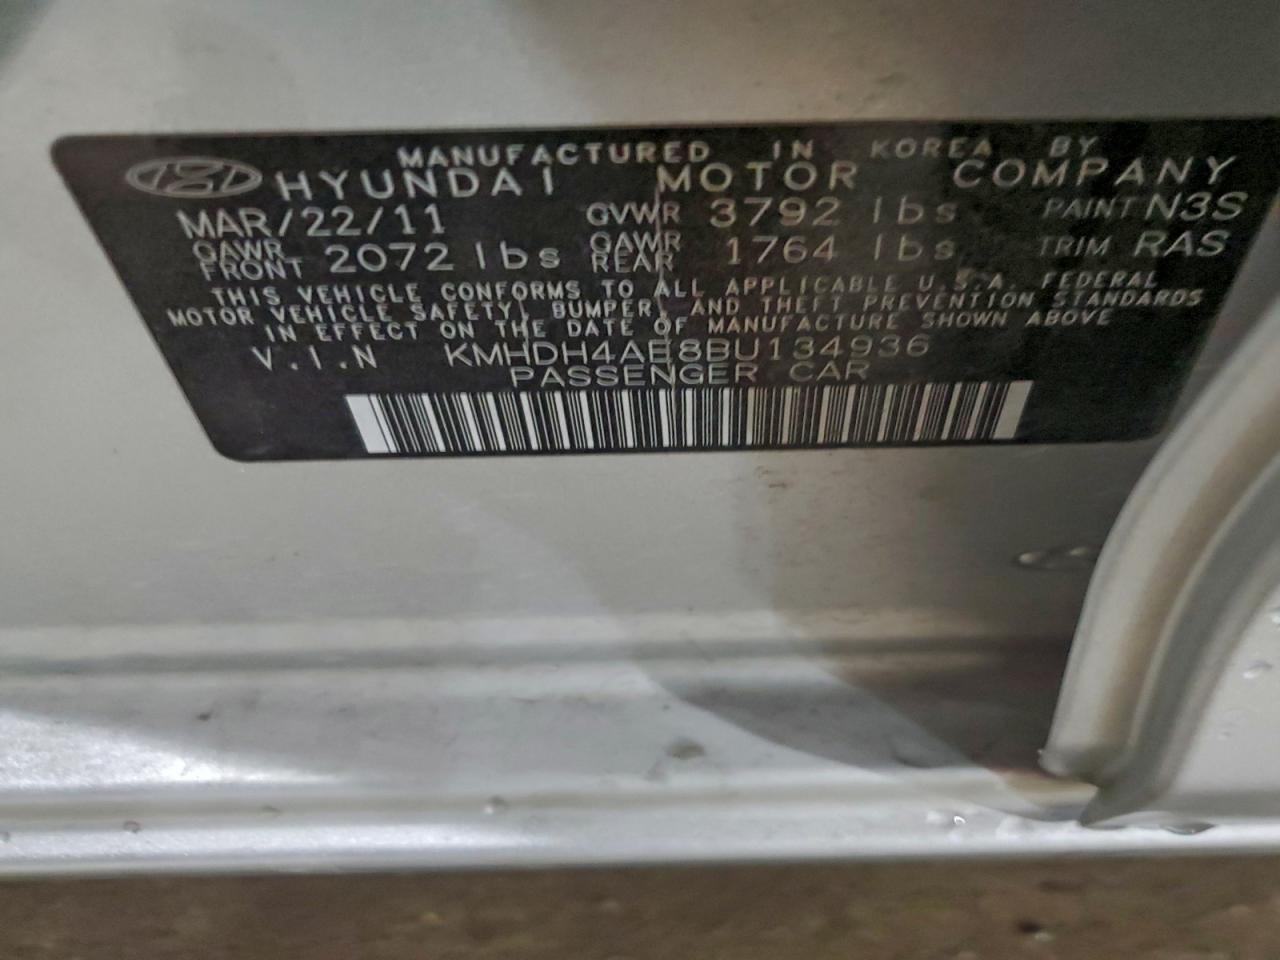 MANUFACTURED IN KOREA BY
HYUNDAI MOTOR COMPANY
MAR/22/11 GVWR 3792 lbs PAINT N3S
GAWR FRONT 2072 lbs GAWR REAR 1764 lbs TRIM RAS
THIS VEHICLE CONFORMS TO ALL APPLICABLE U.S.A. FEDERAL
MOTOR VEHICLE SAFETY, BUMPER, AND THEFT PREVENTION STANDARDS
IN EFFECT ON THE DATE OF MANUFACTURE SHOWN ABOVE
V.I.N KMHDH4AE8BU134936
PASSENGER CAR